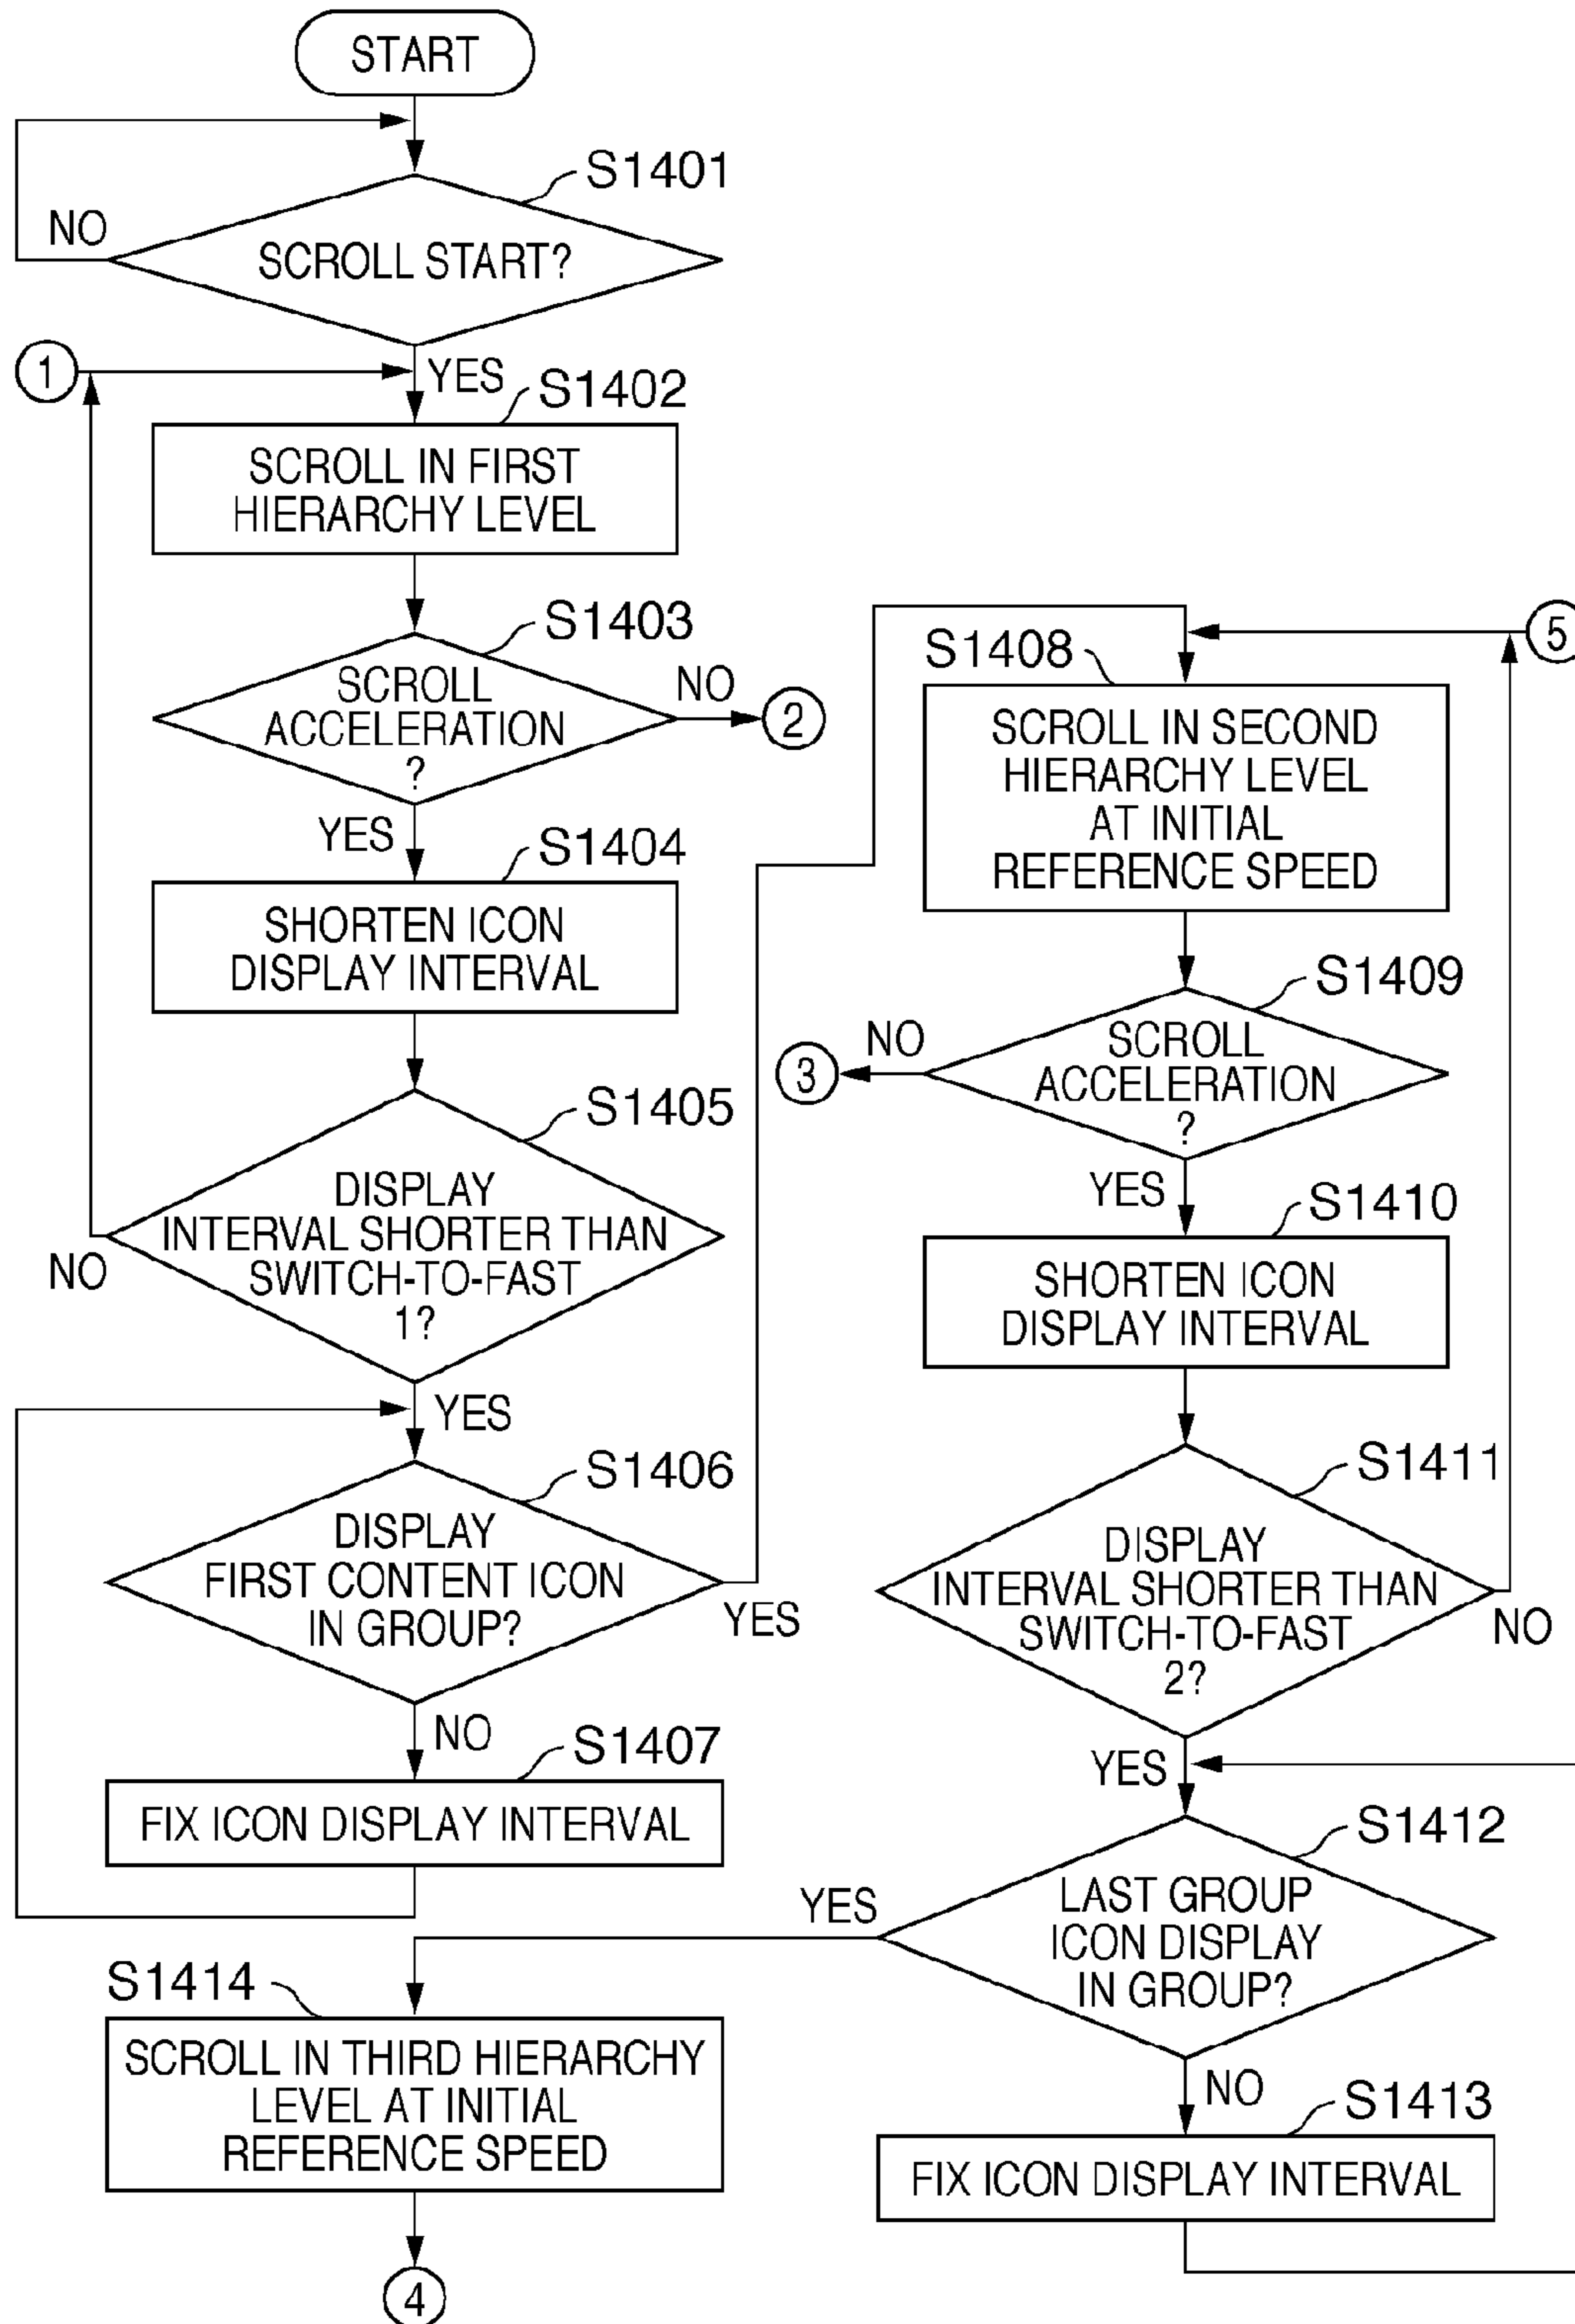 START
S1401
NO
SCROLL START?
1
YES
S1402
SCROLL IN FIRST
HIERARCHY LEVEL
S1403
SCROLL
ACCELERATION
?
NO
2
YES
S1404
SHORTEN ICON
DISPLAY INTERVAL
S1405
DISPLAY
INTERVAL SHORTER THAN
SWITCH-TO-FAST
1?
NO
YES
S1406
DISPLAY
FIRST CONTENT ICON
IN GROUP?
YES
NO
S1407
FIX ICON DISPLAY INTERVAL
5
S1408
SCROLL IN SECOND
HIERARCHY LEVEL
AT INITIAL
REFERENCE SPEED
S1409
SCROLL
ACCELERATION
?
NO
3
YES
S1410
SHORTEN ICON
DISPLAY INTERVAL
S1411
DISPLAY
INTERVAL SHORTER THAN
SWITCH-TO-FAST
2?
NO
YES
S1412
LAST GROUP
ICON DISPLAY
IN GROUP?
YES
NO
S1413
FIX ICON DISPLAY INTERVAL
S1414
SCROLL IN THIRD HIERARCHY
LEVEL AT INITIAL
REFERENCE SPEED
4